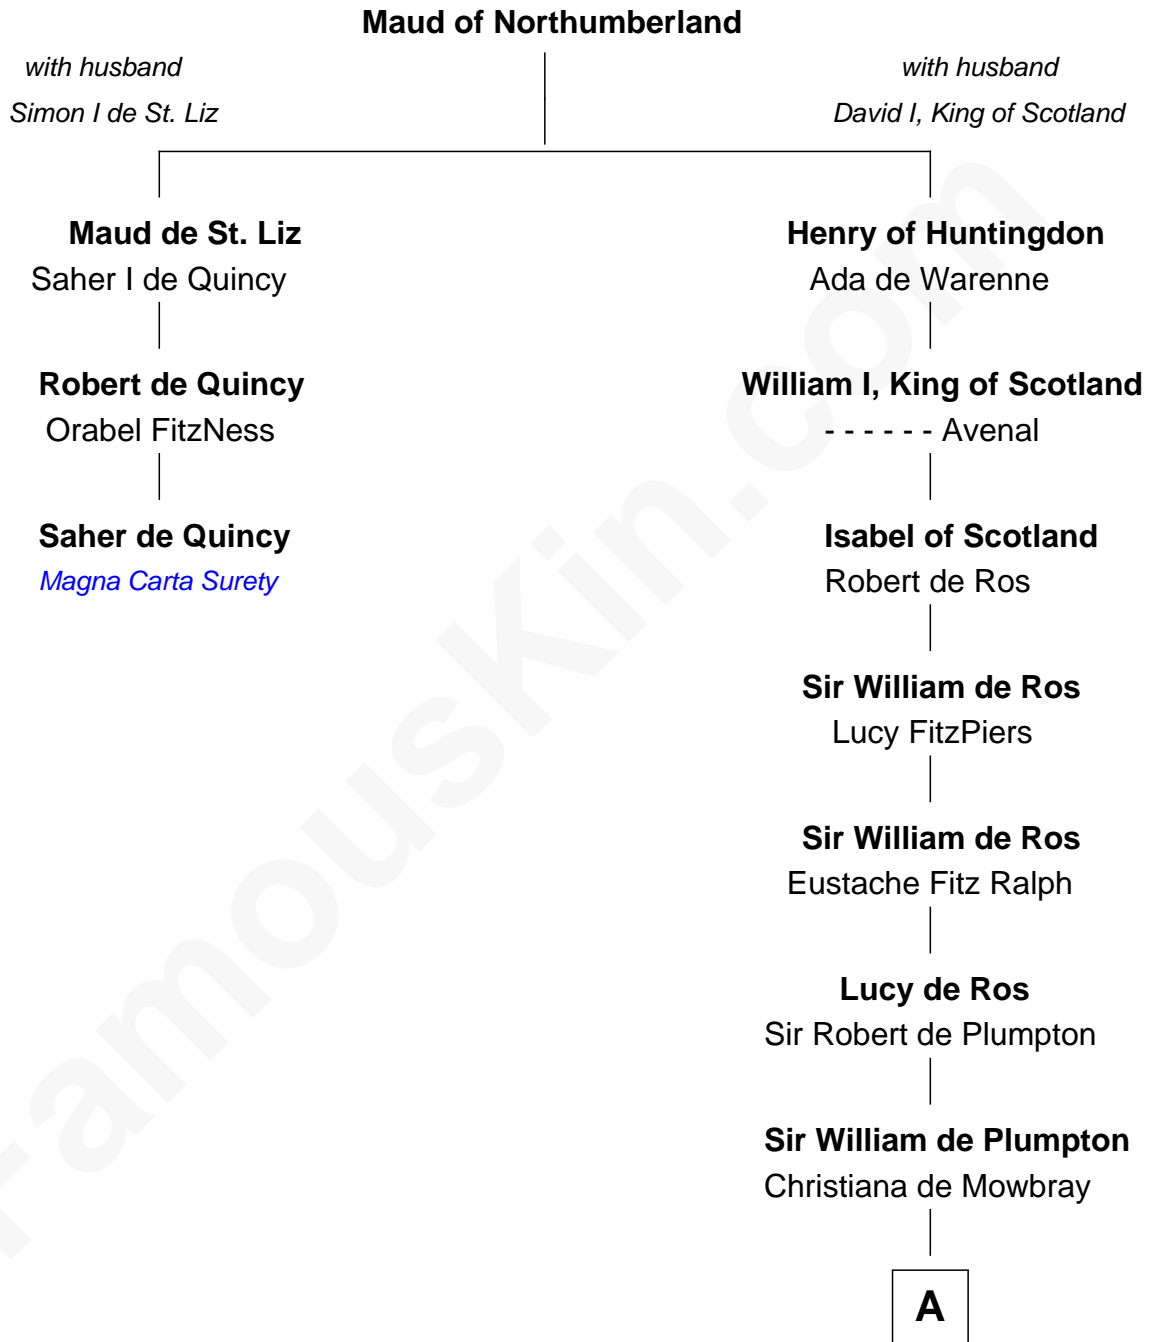 Maud of Northumberland
with husband
Simon I de St. Liz
with husband
David I, King of Scotland
Maud de St. Liz
Saher I de Quincy
Henry of Huntingdon
Ada de Warenne
Robert de Quincy
Orabel FitzNess
William I, King of Scotland
- - - - - - Avenal
Saher de Quincy
Magna Carta Surety
Isabel of Scotland
Robert de Ros
Sir William de Ros
Lucy FitzPiers
Sir William de Ros
Eustache Fitz Ralph
Lucy de Ros
Sir Robert de Plumpton
Sir William de Plumpton
Christiana de Mowbray
A
FamousKin.com